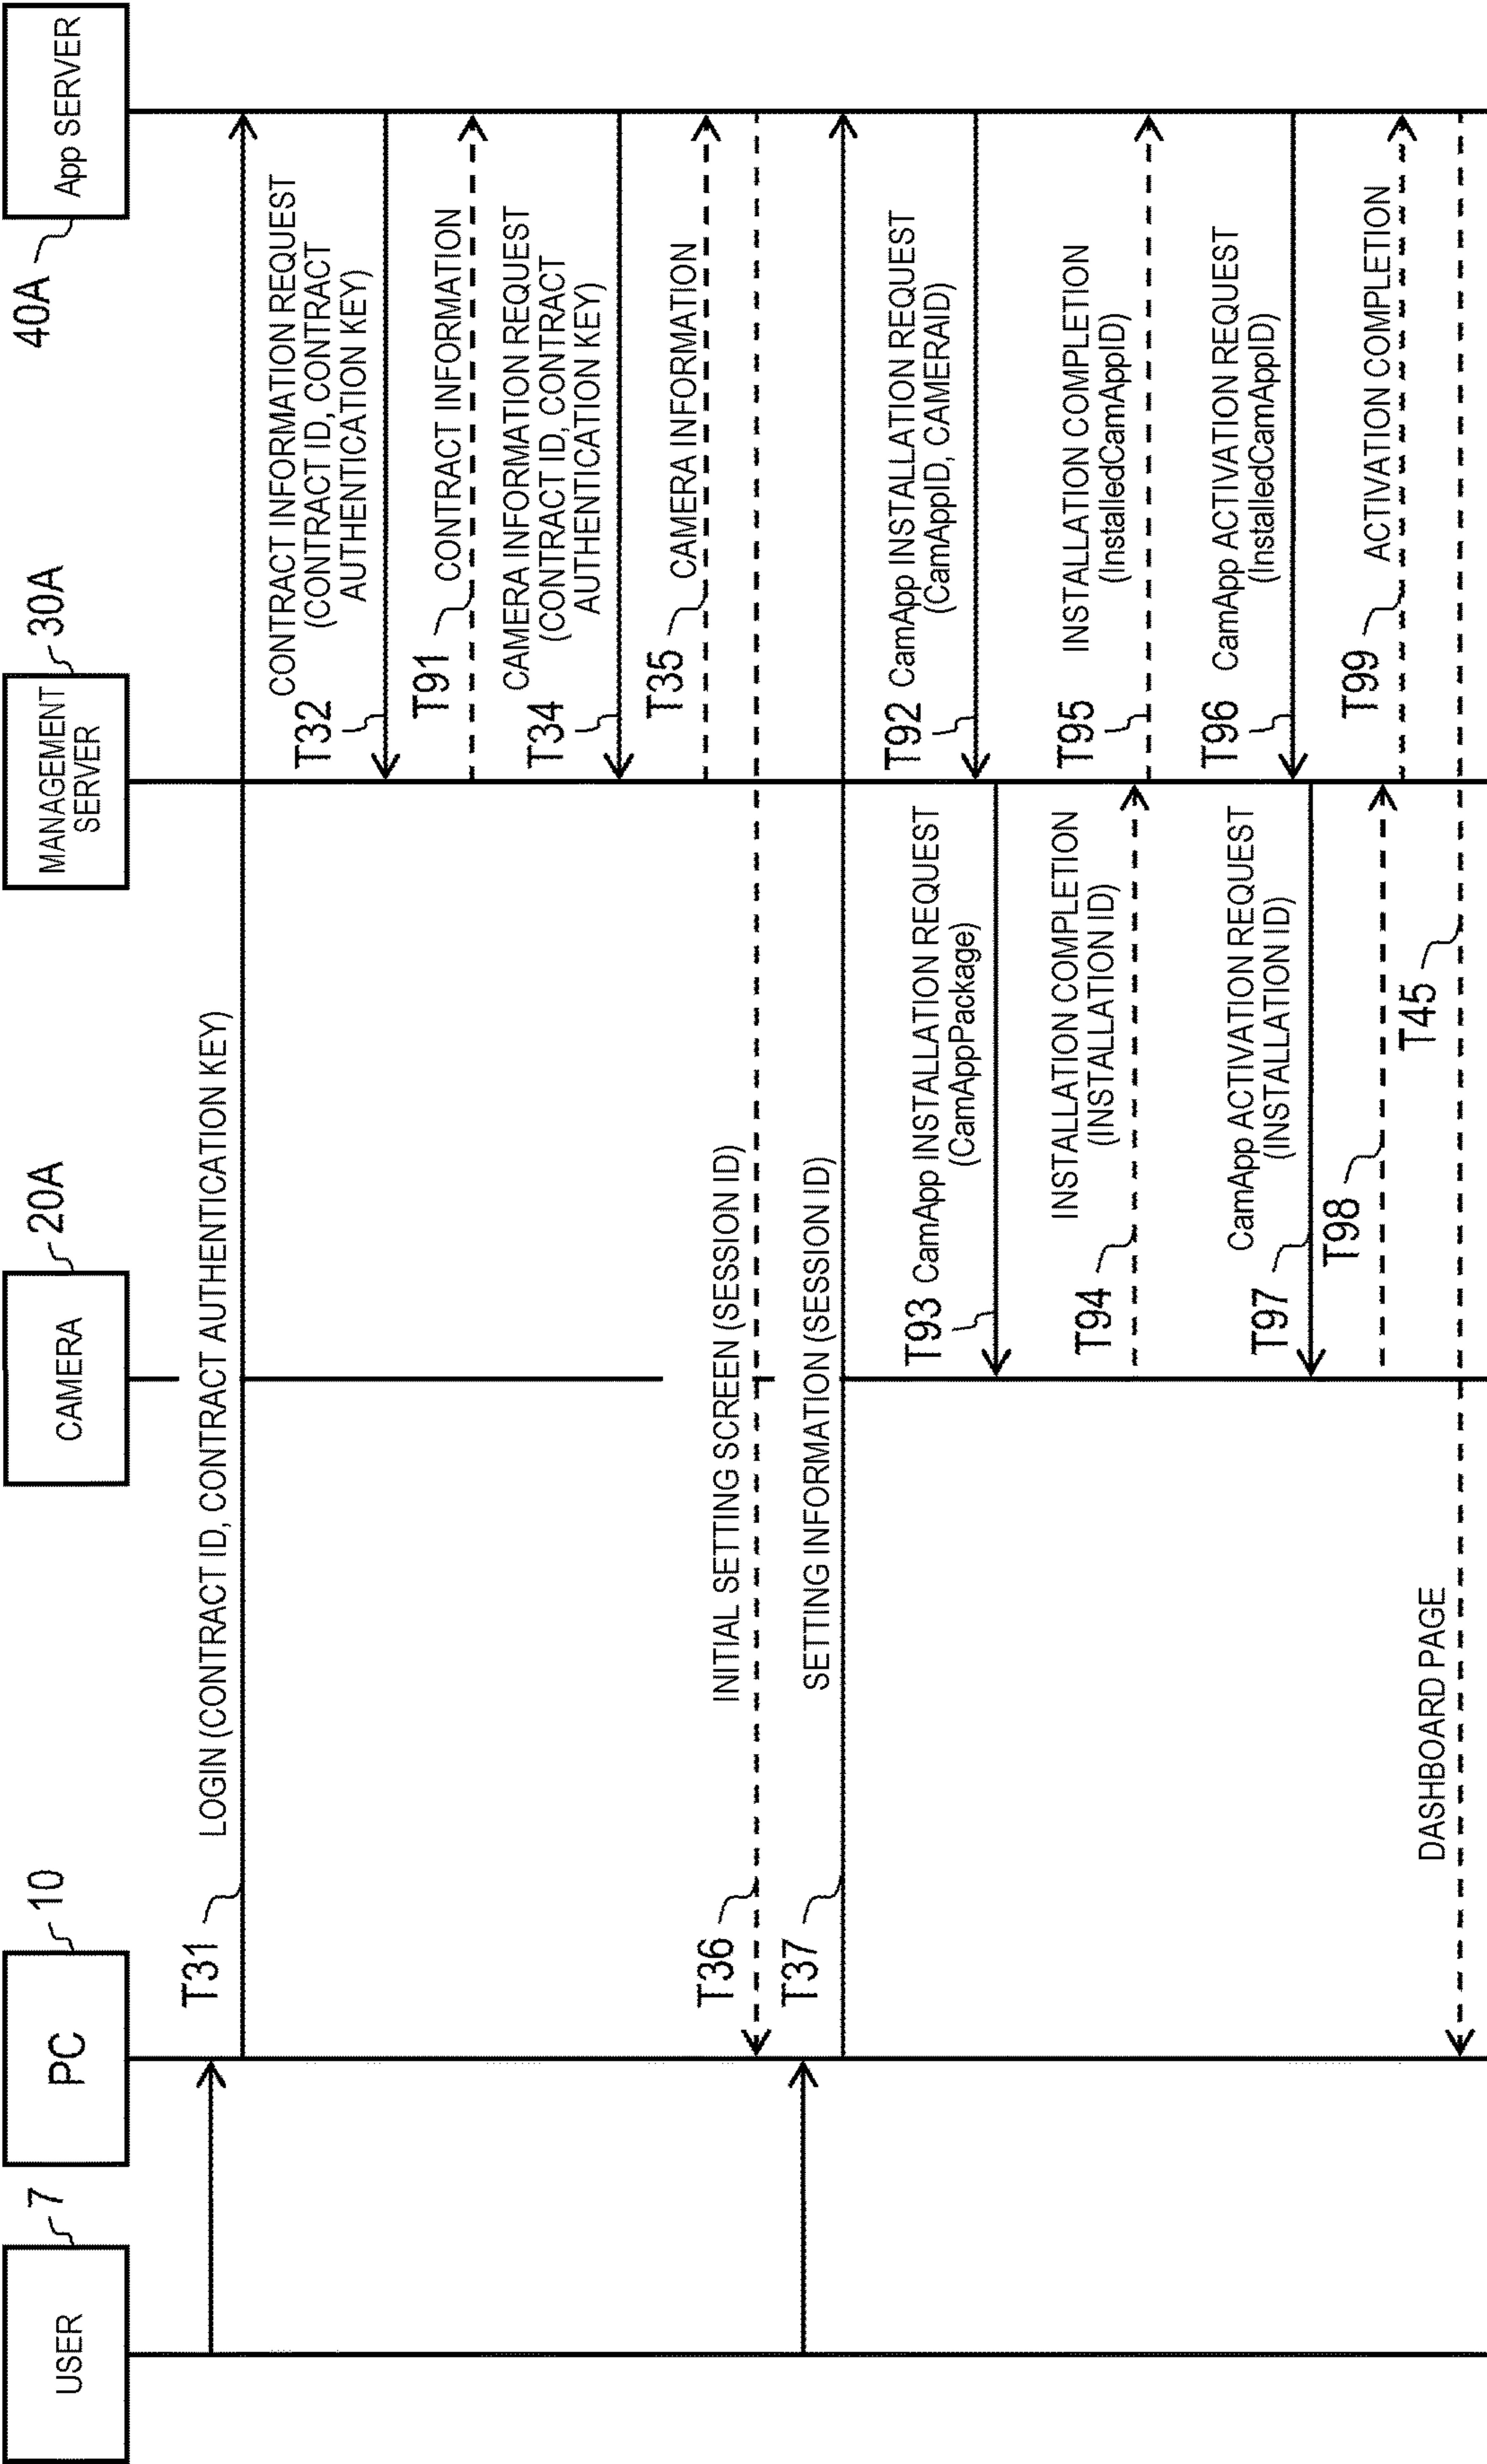 USER
7
PC
10
CAMERA
20A
MANAGEMENT
SERVER
30A
App SERVER
40A
T31
LOGIN (CONTRACT ID, CONTRACT AUTHENTICATION KEY)
CONTRACT INFORMATION REQUEST
(CONTRACT ID, CONTRACT
AUTHENTICATION KEY)
T32
T91
CONTRACT INFORMATION
CAMERA INFORMATION REQUEST
(CONTRACT ID, CONTRACT
AUTHENTICATION KEY)
T34
T35
CAMERA INFORMATION
INITIAL SETTING SCREEN (SESSION ID)
T36
T37
SETTING INFORMATION (SESSION ID)
T92
CamApp INSTALLATION REQUEST
(CamAppID, CAMERAID)
T93
CamApp INSTALLATION REQUEST
(CamAppPackage)
T94
INSTALLATION COMPLETION
(INSTALLATION ID)
T95
INSTALLATION COMPLETION
(InstalledCamAppID)
T96
CamApp ACTIVATION REQUEST
(InstalledCamAppID)
T97
CamApp ACTIVATION REQUEST
(INSTALLATION ID)
T98
T99
ACTIVATION COMPLETION
T45
DASHBOARD PAGE